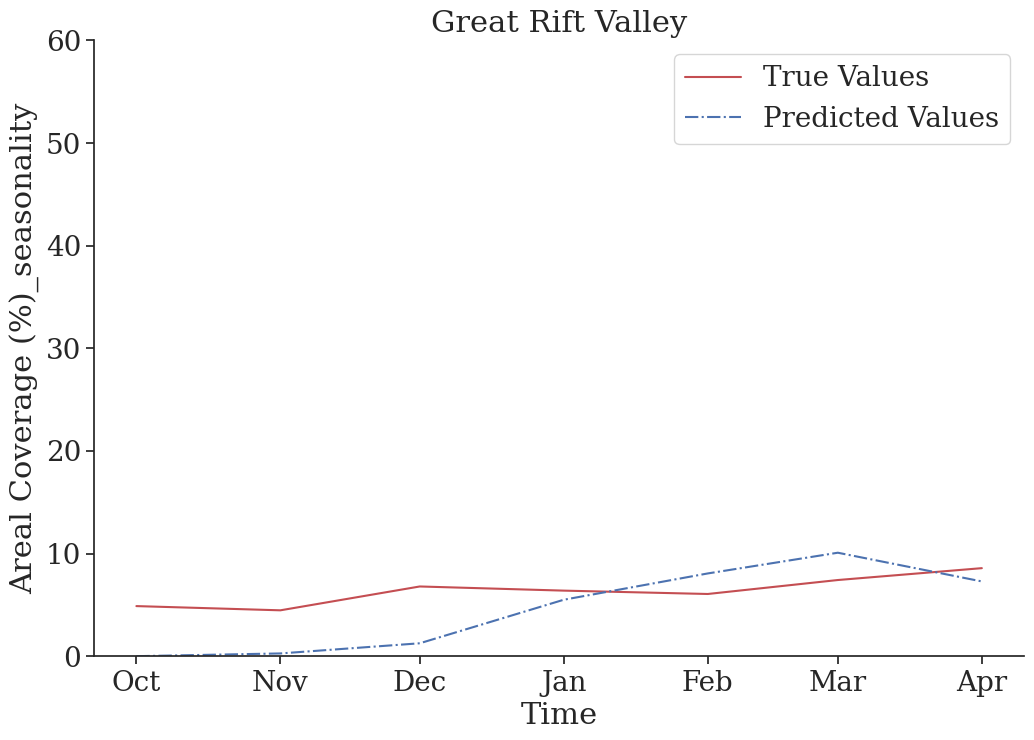 Great Rift Valley
True Values
Predicted Values
Areal Coverage (%)_seasonality
60
50
40
30
20
10
0
Oct Nov Dec Jan Feb Mar Apr
Time